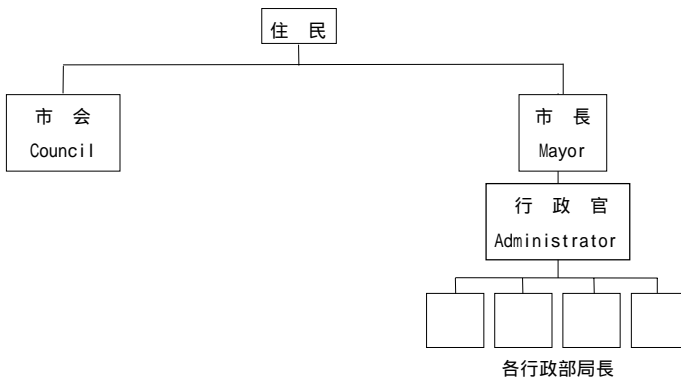 住　民
市　会
Council
市　長
Mayor
行　政　官
Administrator
各行政部局長